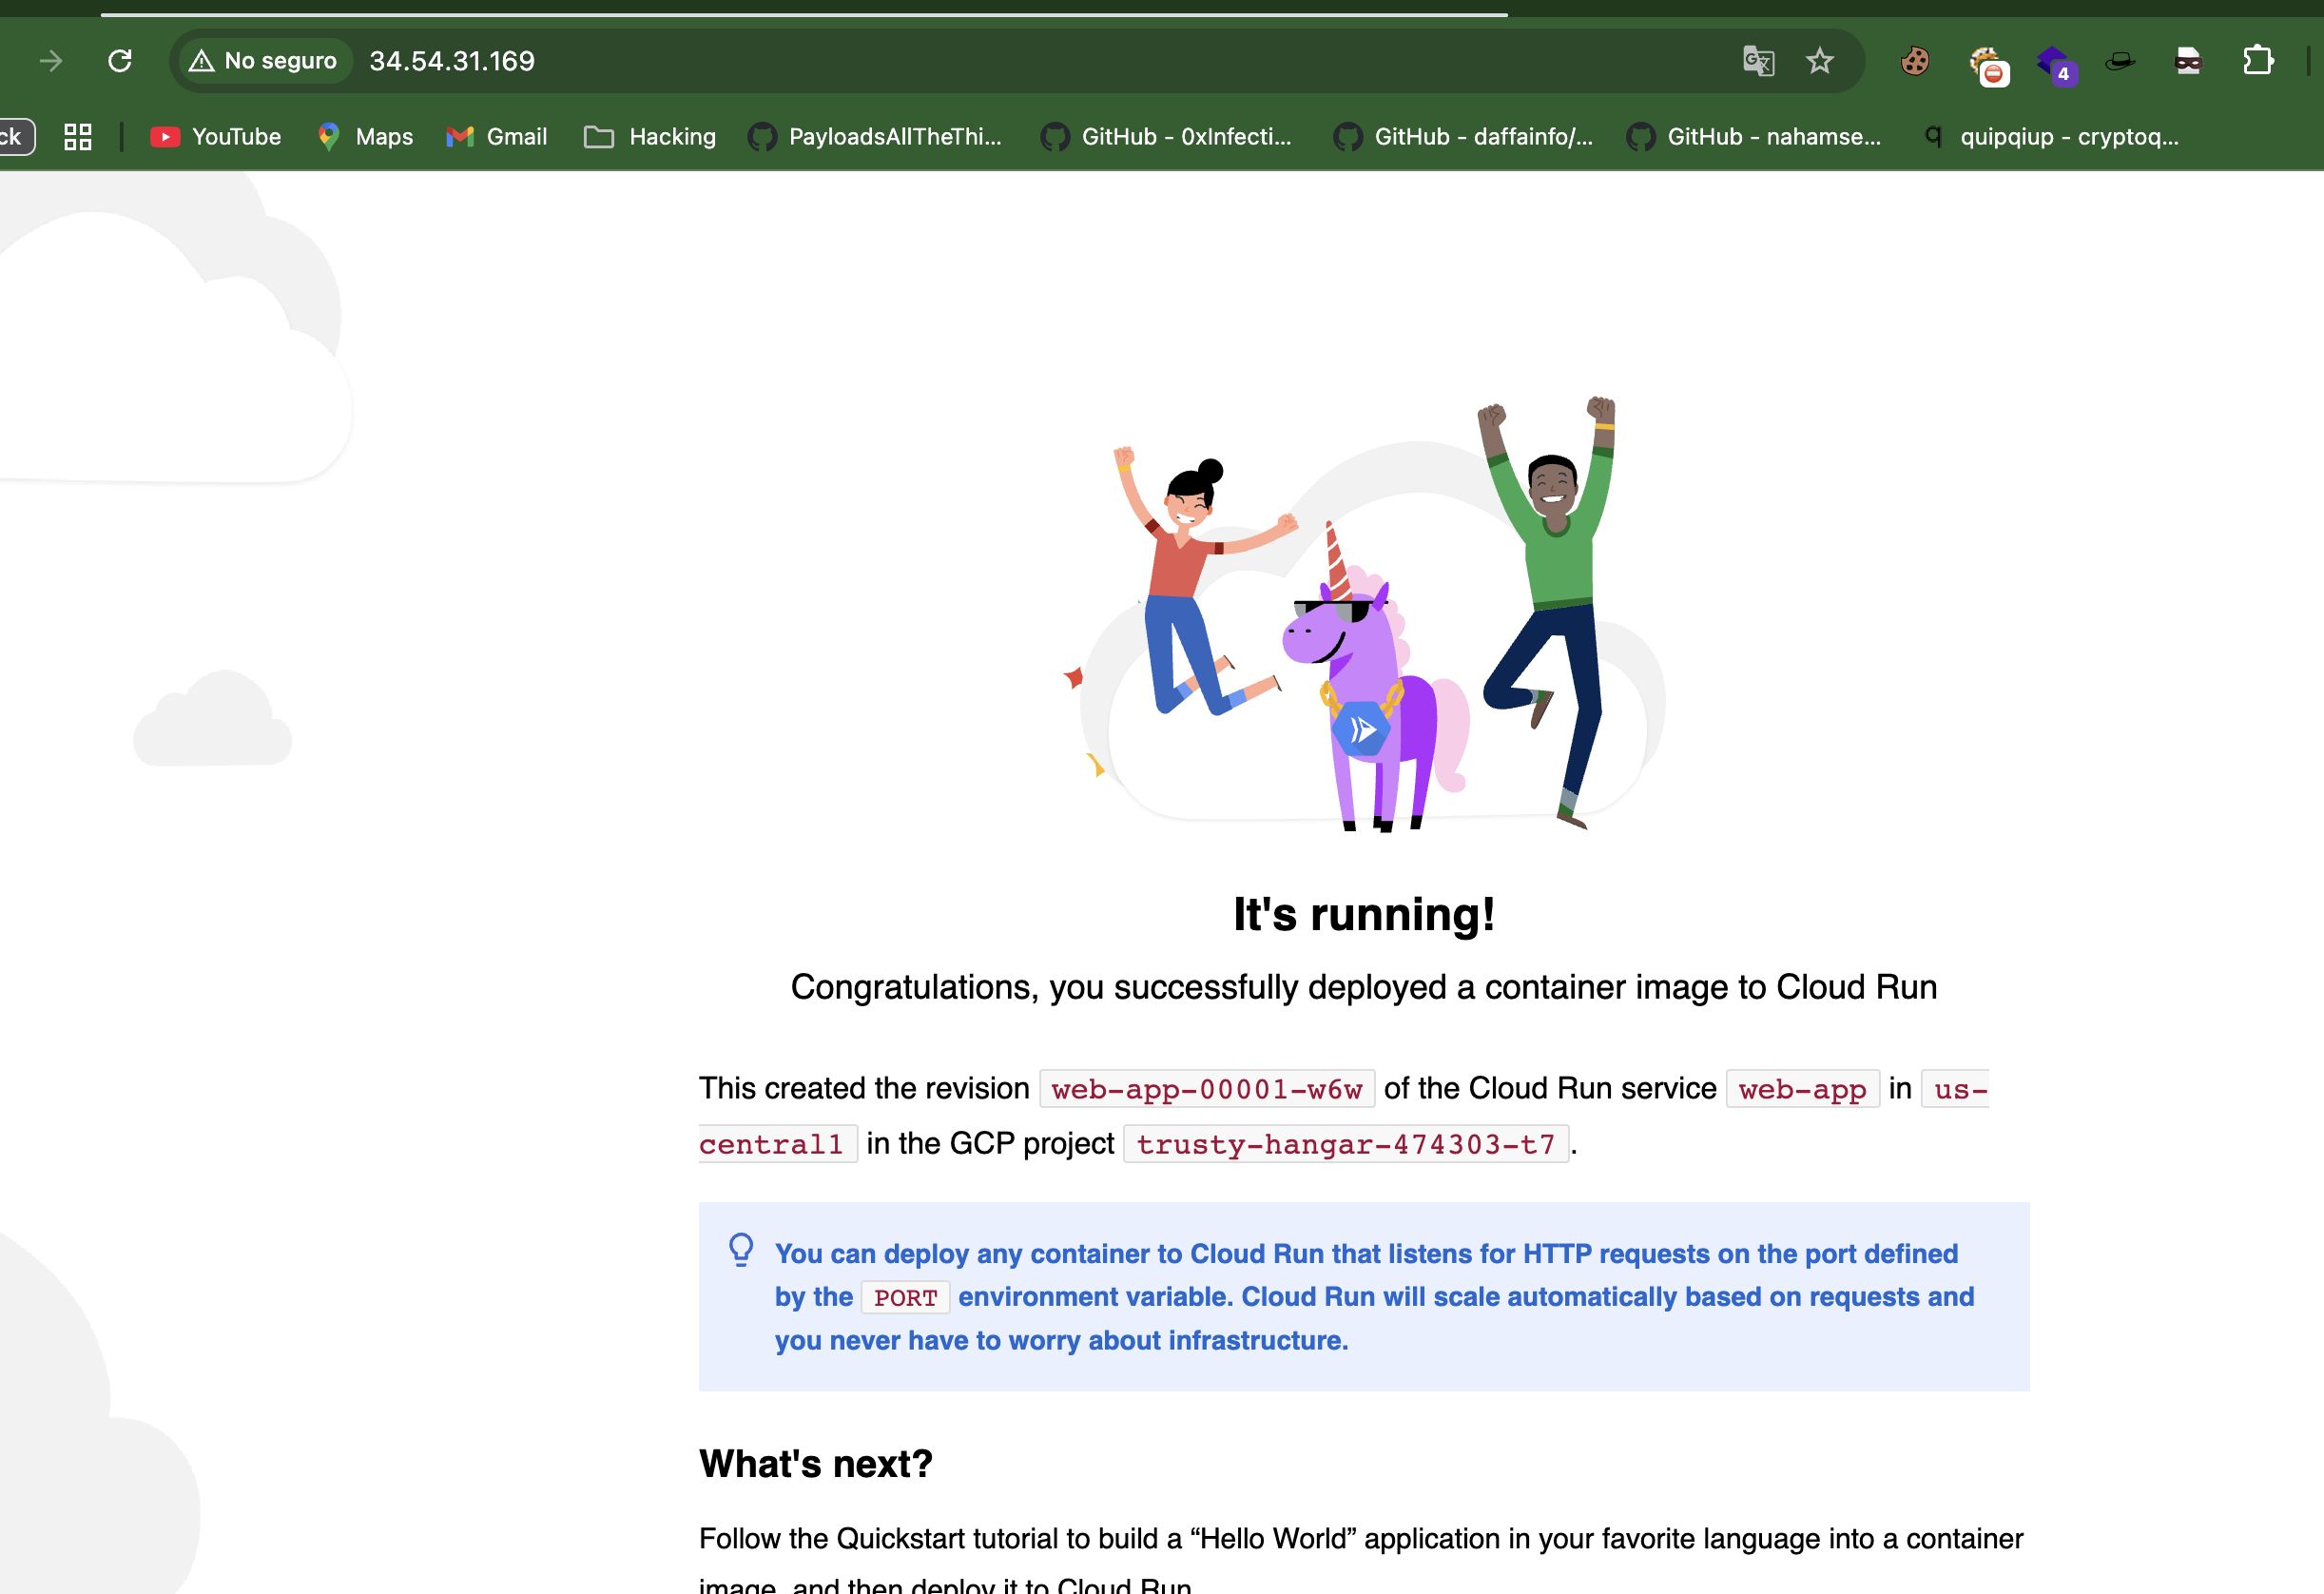 No seguro 34.54.31.169
4
ck YouTube Maps Gmail Hacking PayloadsAllTheThi... GitHub - 0xInfecti... GitHub - daffainfo/... GitHub - nahamse... quipqiup - cryptoq...
It's running!
Congratulations, you successfully deployed a container image to Cloud Run
This created the revision web-app-00001-w6w of the Cloud Run service web-app in us-
central1 in the GCP project trusty-hangar-474303-t7.
You can deploy any container to Cloud Run that listens for HTTP requests on the port defined
by the PORT environment variable. Cloud Run will scale automatically based on requests and
you never have to worry about infrastructure.
What's next?
Follow the Quickstart tutorial to build a “Hello World” application in your favorite language into a container
image, and then deploy it to Cloud Run.